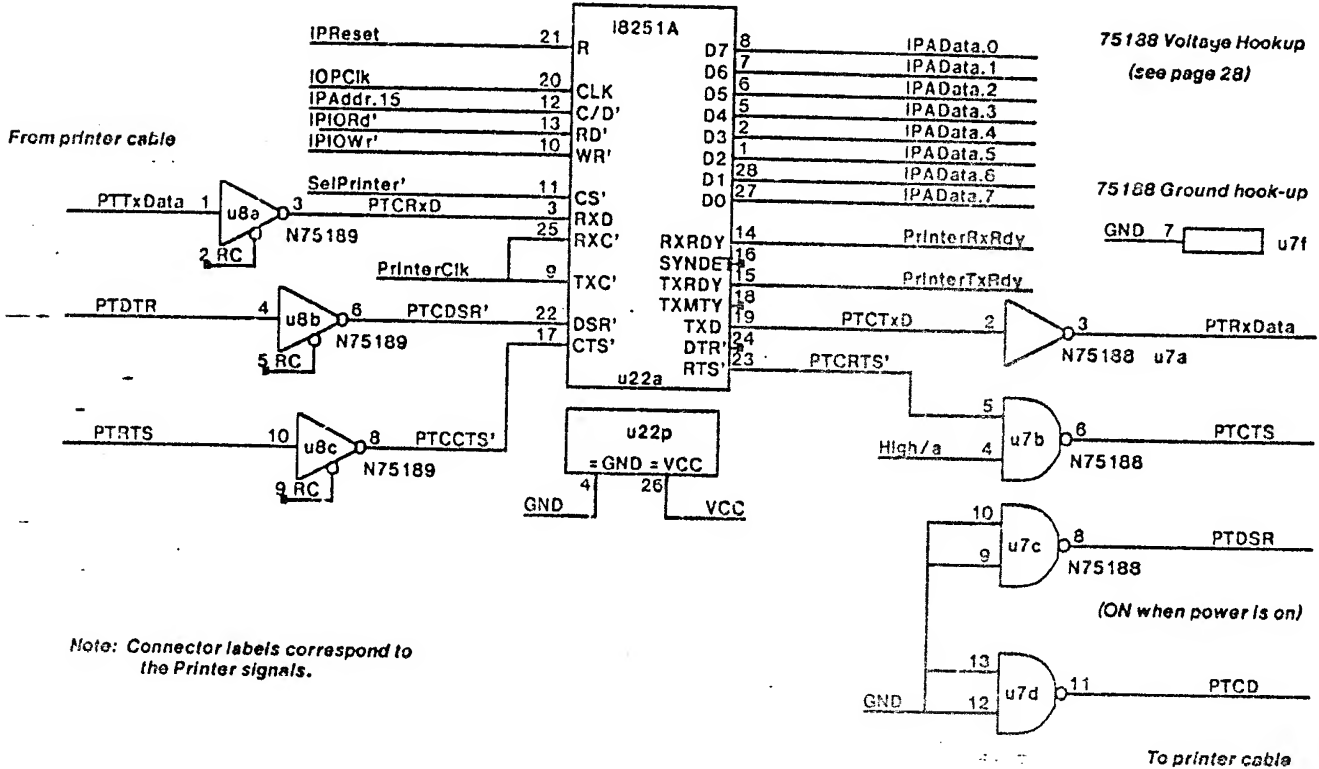 I8251A
IPReset 21 R
IOPClk 20 CLK
IPAddr.15 12 C/D'
IPIORd' 13 RD'
IPIOWr' 10 WR'
SelPrinter' 11 CS'
PTCRxD 3 RXD
25 RXC'
PrinterClk 9 TXC'
PTCDSR' 22 DSR'
17 CTS'
D7 8 IPAData.0
D6 7 IPAData.1
D5 6 IPAData.2
D4 5 IPAData.3
D3 2 IPAData.4
D2 1 IPAData.5
D1 28 IPAData.6
D0 27 IPAData.7
RXRDY 14 PrinterRxRdy
SYNDET 16
TXRDY 15 PrinterTxRdy
TXMTY 18
TXD 19 PTCTxD
DTR' 24
RTS' 23 PTCRTS'
u22a
75188 Voltage Hookup
(see page 28)
75188 Ground hook-up
GND 7 u7f
From printer cable
PTTxData 1 u8a 3
2 RC N75189
PTDTR 4 u8b 6
5 RC N75189
PTRTS 10 u8c 8 PTCCTS'
9 RC N75189
u22p
=GND =VCC
4 26
GND VCC
2 3 PTRxData
N75188 u7a
5
High/a 4 u7b 6 PTCTS
N75188
10
9 u7c 8 PTDSR
N75188
(ON when power is on)
13
GND 12 u7d 11 PTCD
To printer cable
Note: Connector labels correspond to
the Printer signals.